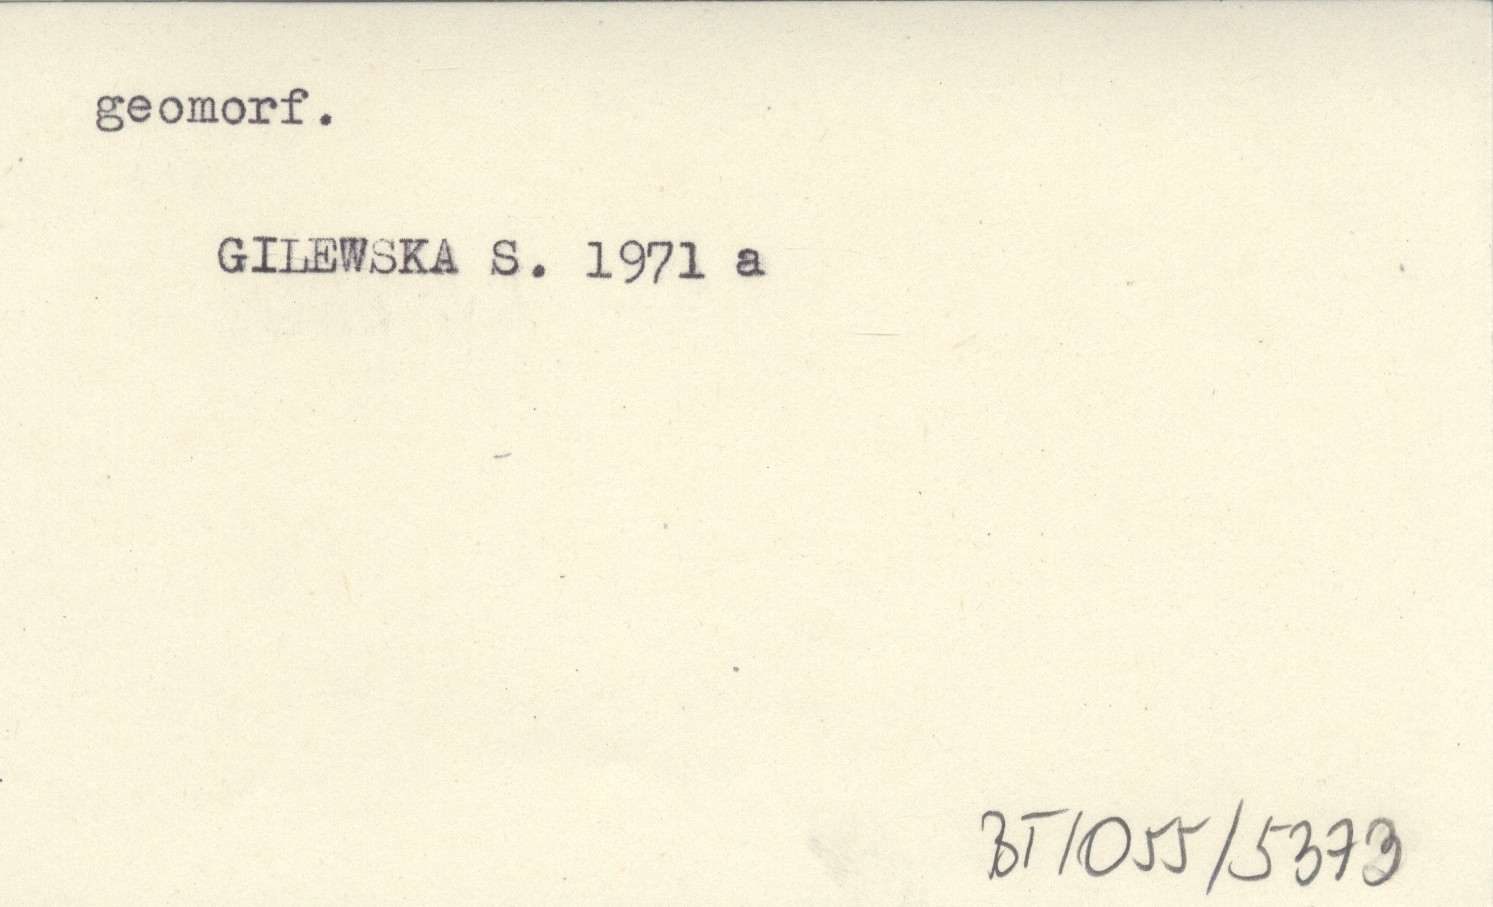 geomorf.
GILEWSKA S. 1971 a
BT/055/5373